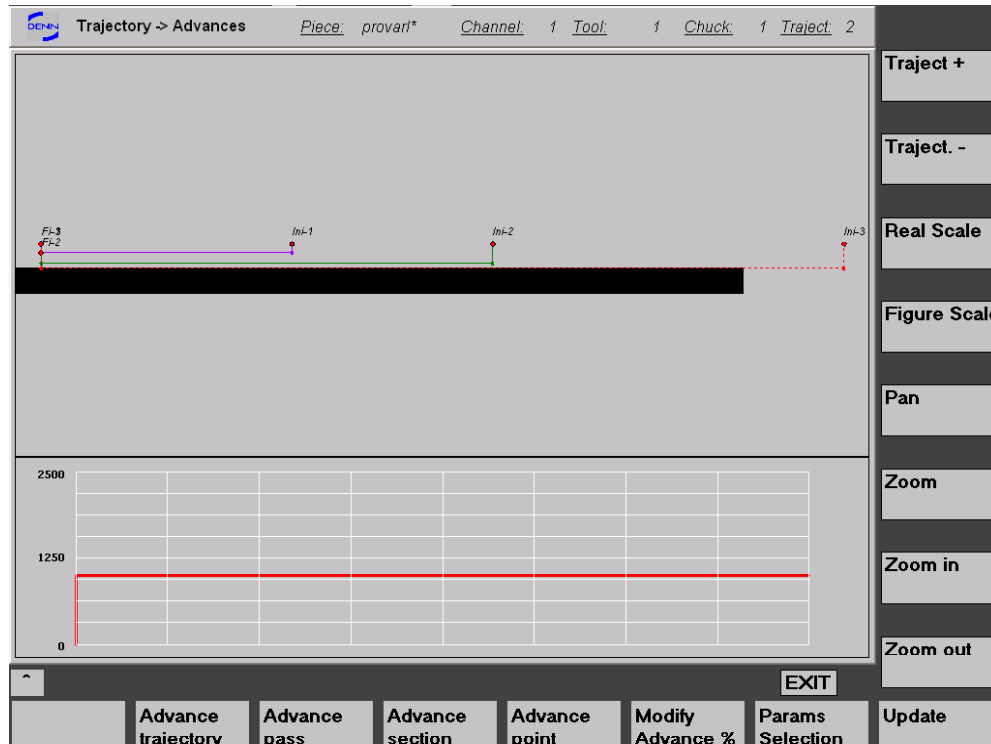 DENN Trajectory -> Advances Piece: provarl* Channel: 1 Tool: 1 Chuck: 1 Traject: 2
Traject +
Traject. -
Real Scale
Figure Scale
Pan
Zoom
Zoom in
Zoom out
Fi-3 Ini-1 Ini-2 Ini-3
Fi-2
2500
1250
0
^ EXIT
Advance trajectory
Advance pass
Advance section
Advance point
Modify Advance %
Params Selection
Update